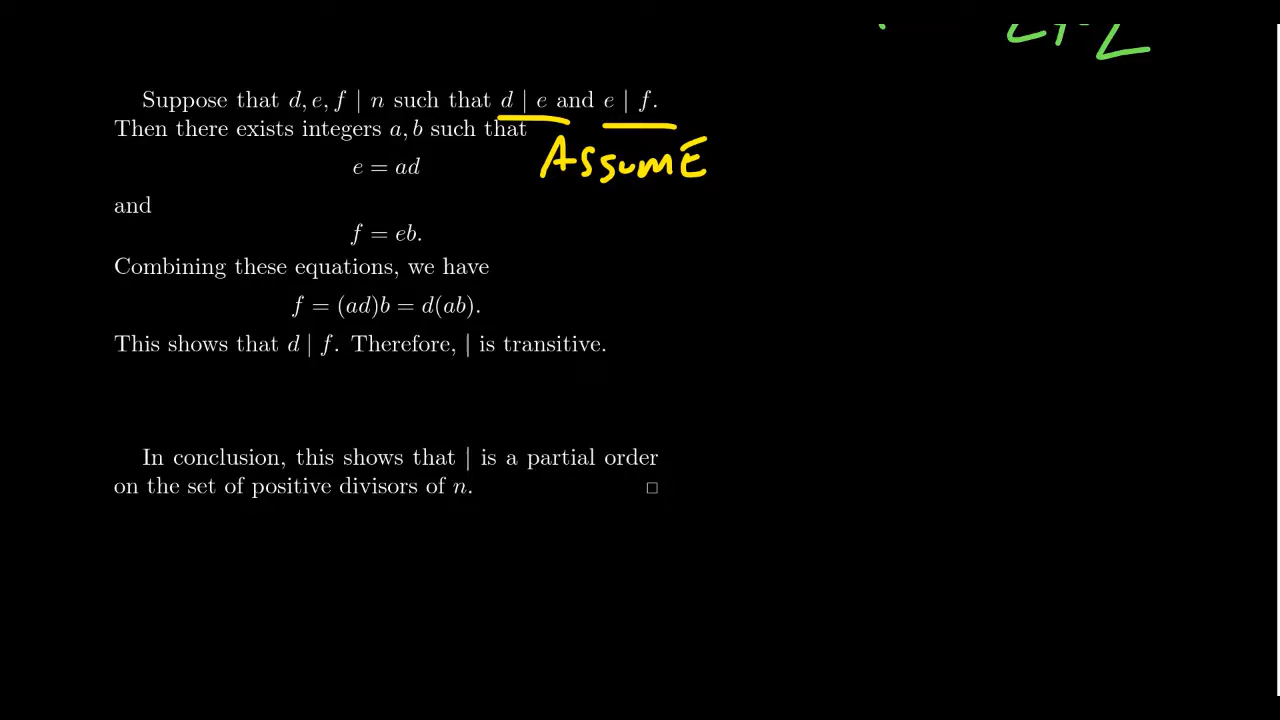 Suppose that d, e, f | n such that d | e and e | f.
Then there exists integers a, b such that
ASSUME
e = ad
and
f = eb.
Combining these equations, we have
f = (ad)b = d(ab).
This shows that d | f. Therefore, | is transitive.
In conclusion, this shows that | is a partial order
on the set of positive divisors of n. □